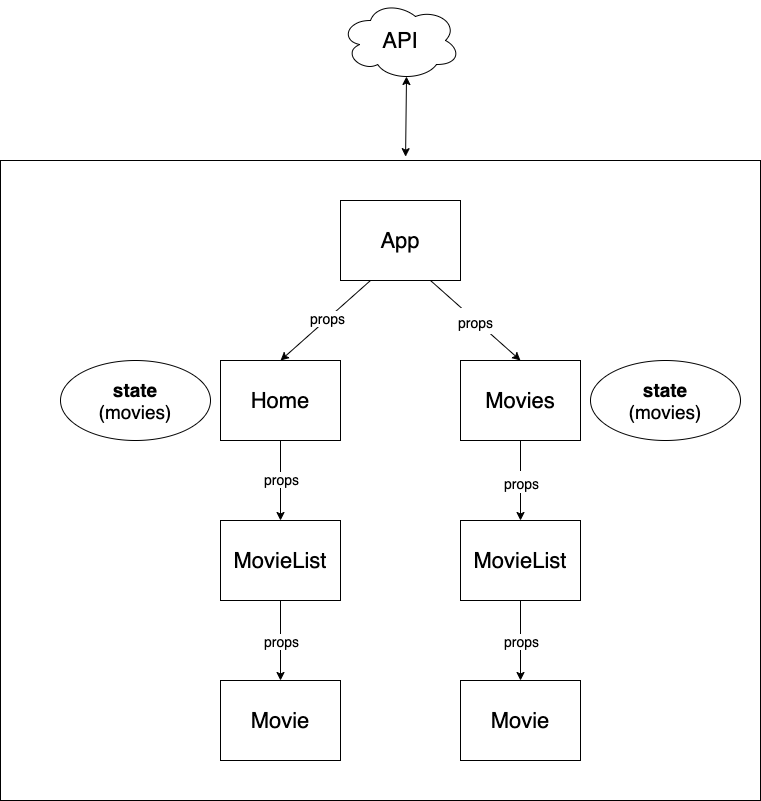 API
App
props
props
state
(movies)
Home
Movies
state
(movies)
props
props
MovieList
MovieList
props
props
Movie
Movie